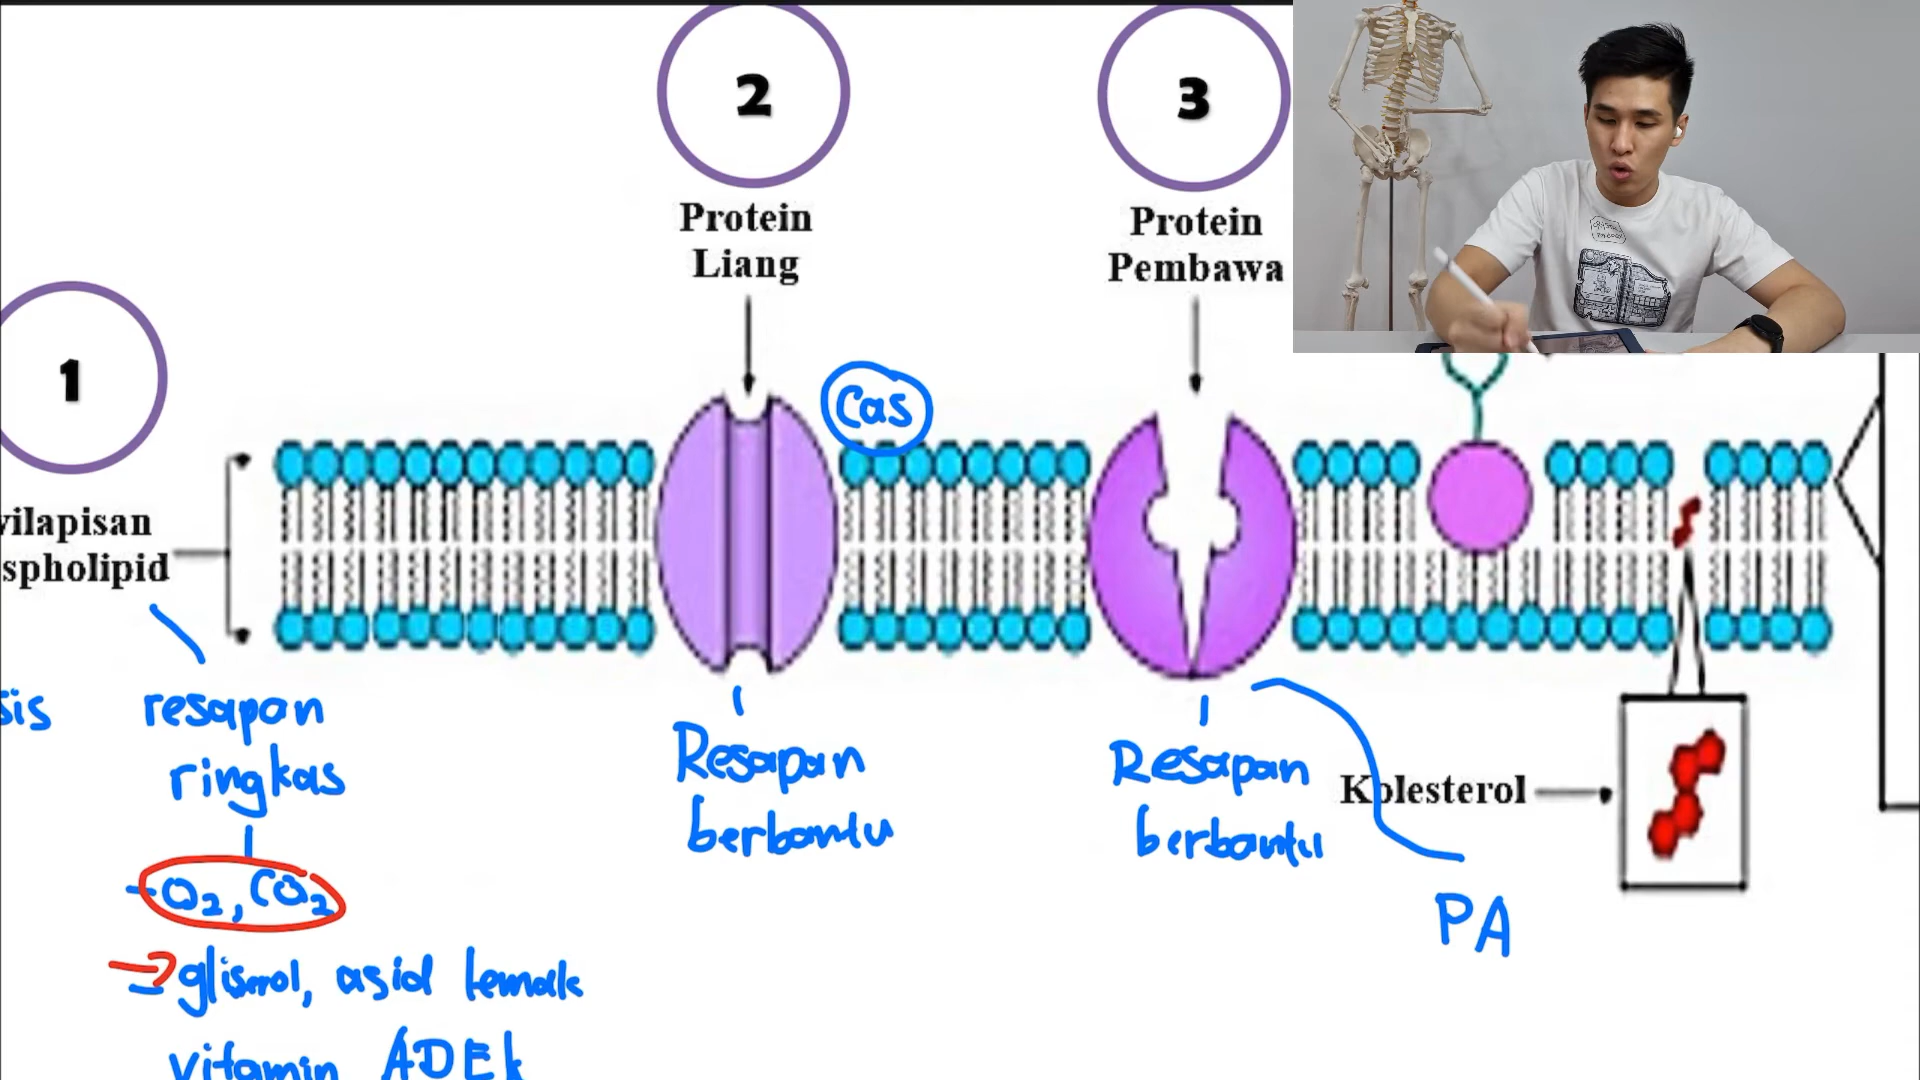 2
3
Protein
Liang
Protein
Pembawa
1
Cas
vilapisan
spholipid
sis
resapan
ringkas
Resapan
berbantu
Resapan
berbantu
Kolesterol
O₂, CO₂
PA
gliserol, asid lemak
vitamin ADEK